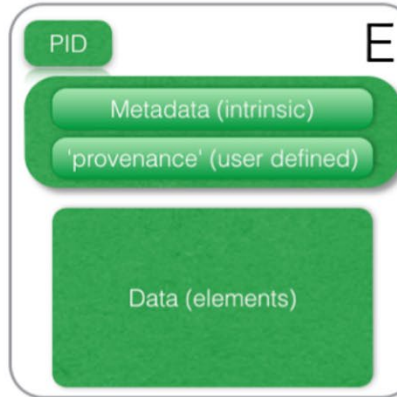 PID
E
Metadata (intrinsic)
'provenance' (user defined)
Data (elements)